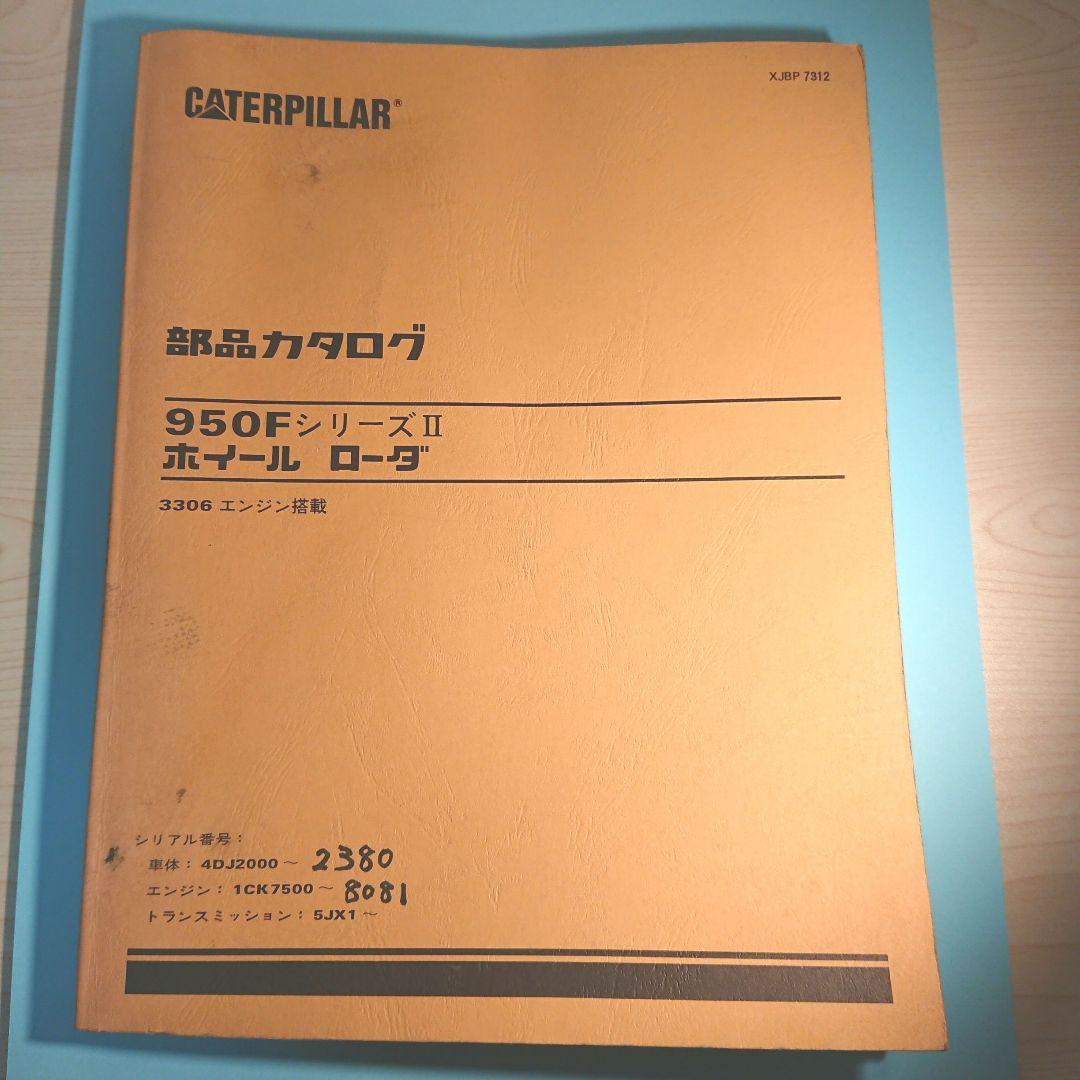 XJBP 7312
CATERPILLAR®
部品カタログ
950FシリーズⅡ
ホイール ローダ
3306 エンジン搭載
シリアル番号:
車体: 4DJ2000~ 2380
エンジン: 1CK7500~ 8081
トランスミッション: 5JX1~